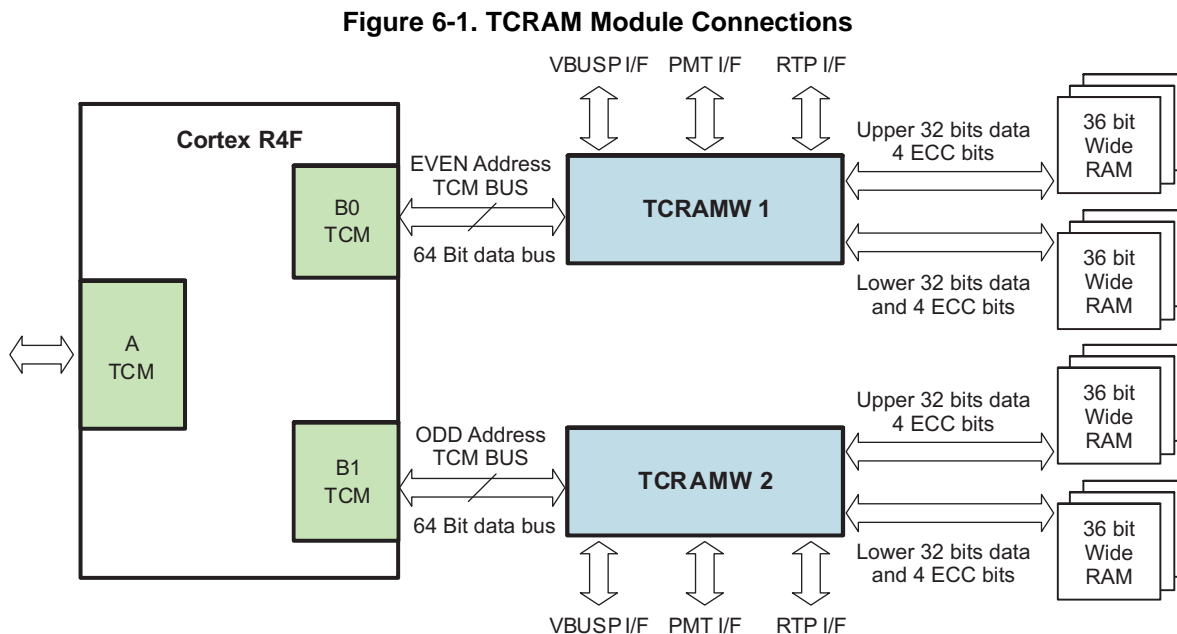 Figure 6-1. TCRAM Module Connections
VBUSP I/F
PMT I/F
RTP I/F
Cortex R4F
B0
TCM
EVEN Address
TCM BUS
64 Bit data bus
TCRAMW 1
Upper 32 bits data
4 ECC bits
36 bit
Wide
RAM
Lower 32 bits data
and 4 ECC bits
36 bit
Wide
RAM
A
TCM
B1
TCM
ODD Address
TCM BUS
64 Bit data bus
TCRAMW 2
Upper 32 bits data
4 ECC bits
36 bit
Wide
RAM
Lower 32 bits data
and 4 ECC bits
36 bit
Wide
RAM
VBUSP I/F
PMT I/F
RTP I/F